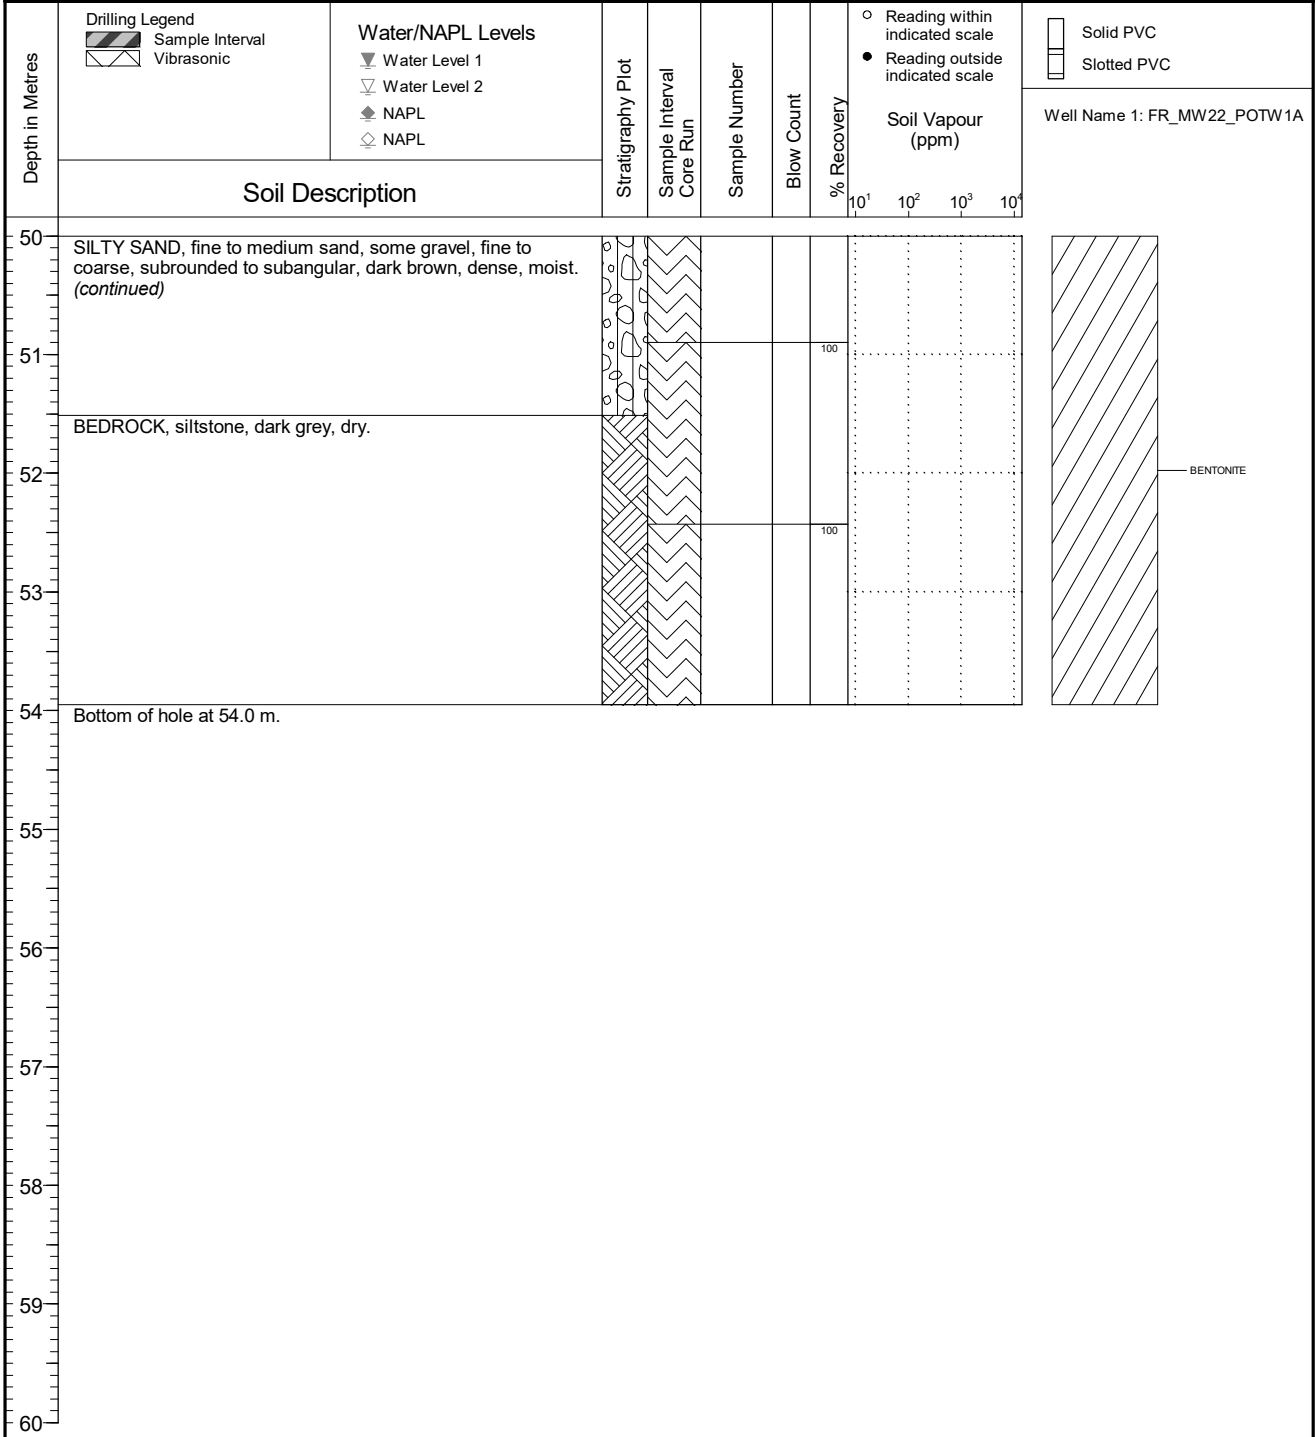 Depth in Metres
Drilling Legend
Sample Interval
Vibrasonic
Water/NAPL Levels
Water Level 1
Water Level 2
NAPL
NAPL
Soil Description
Stratigraphy Plot
Sample Interval
Core Run
Sample Number
Blow Count
% Recovery
Reading within
indicated scale
Reading outside
indicated scale
Soil Vapour
(ppm)
10¹ 10² 10³ 10⁴
Solid PVC
Slotted PVC
Well Name 1: FR_MW22_POTW1A
50
SILTY SAND, fine to medium sand, some gravel, fine to
coarse, subrounded to subangular, dark brown, dense, moist.
(continued)
100
51
BEDROCK, siltstone, dark grey, dry.
52
BENTONITE
100
53
54
Bottom of hole at 54.0 m.
55
56
57
58
59
60